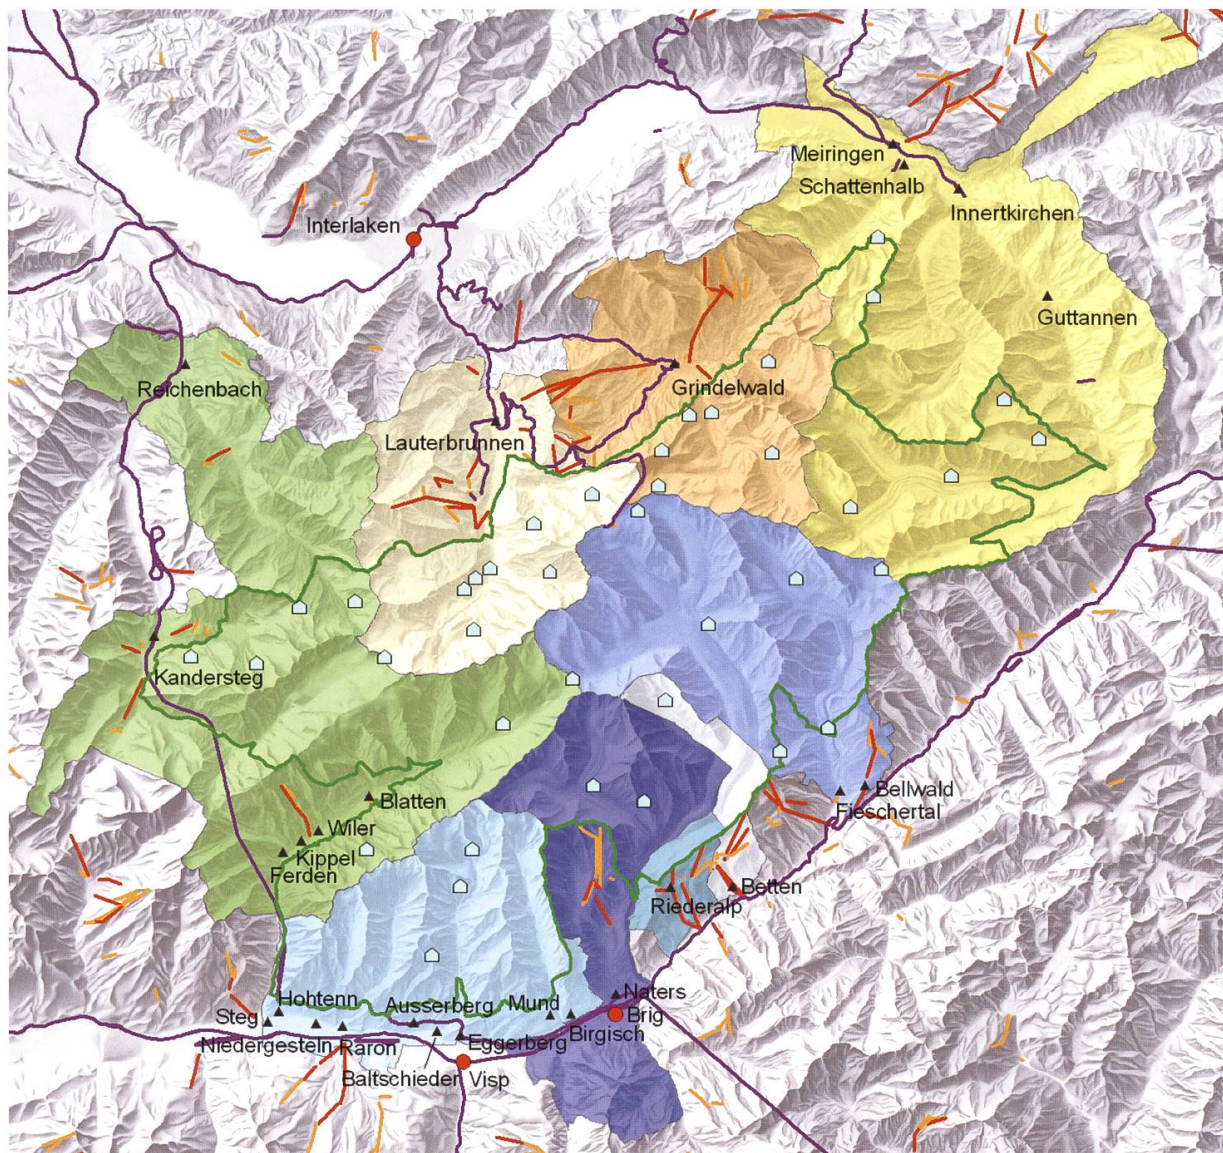 Meiringen
Schattenhalb
Innertkirchen
Interlaken
Guttannen
Reichenbach
Grindelwald
Lauterbrunnen
Kandersteg
Blatten
Bellwald
Fieschertal
Wiler
Kippel
Ferden
Betten
Riederalp
Naters
Hohtenn
Ausserberg
Mund
Steg
Brig
Birgisch
Niedergesteln
Raron
Eggerberg
Baltschieder
Visp